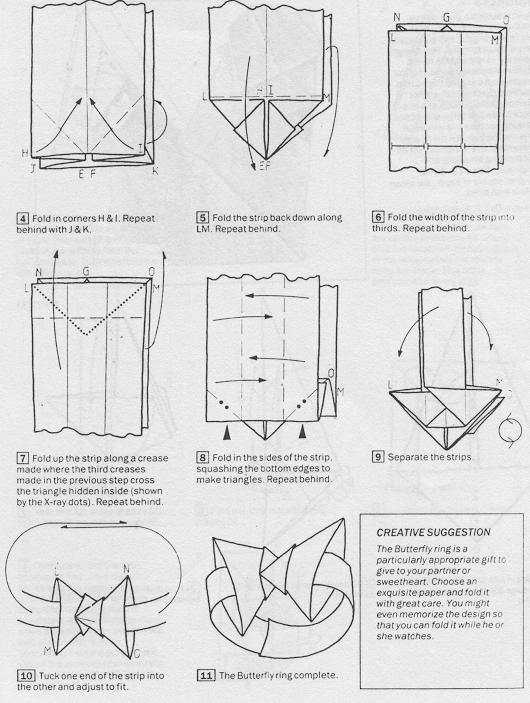 H
I
J
E F
K
4 Fold in corners H & I. Repeat
behind with J & K.
L
H I
M
EF
5 Fold the strip back down along
LM. Repeat behind.
N
G
O
L
M
6 Fold the width of the strip into
thirds. Repeat behind.
N
G
O
L
M
7 Fold up the strip along a crease
made where the third creases
made in the previous step cross
the triangle hidden inside (shown
by the X-ray dots). Repeat behind.
O
M
8 Fold in the sides of the strip,
squashing the bottom edges to
make triangles. Repeat behind.
L
9 Separate the strips.
L
N
M
G
10 Tuck one end of the strip into
the other and adjust to fit.
11 The Butterfly ring complete.
CREATIVE SUGGESTION
The Butterfly ring is a
particularly appropriate gift to
give to your partner or
sweetheart. Choose an
exquisite paper and fold it
with great care. You might
even memorize the design so
that you can fold it while he or
she watches.